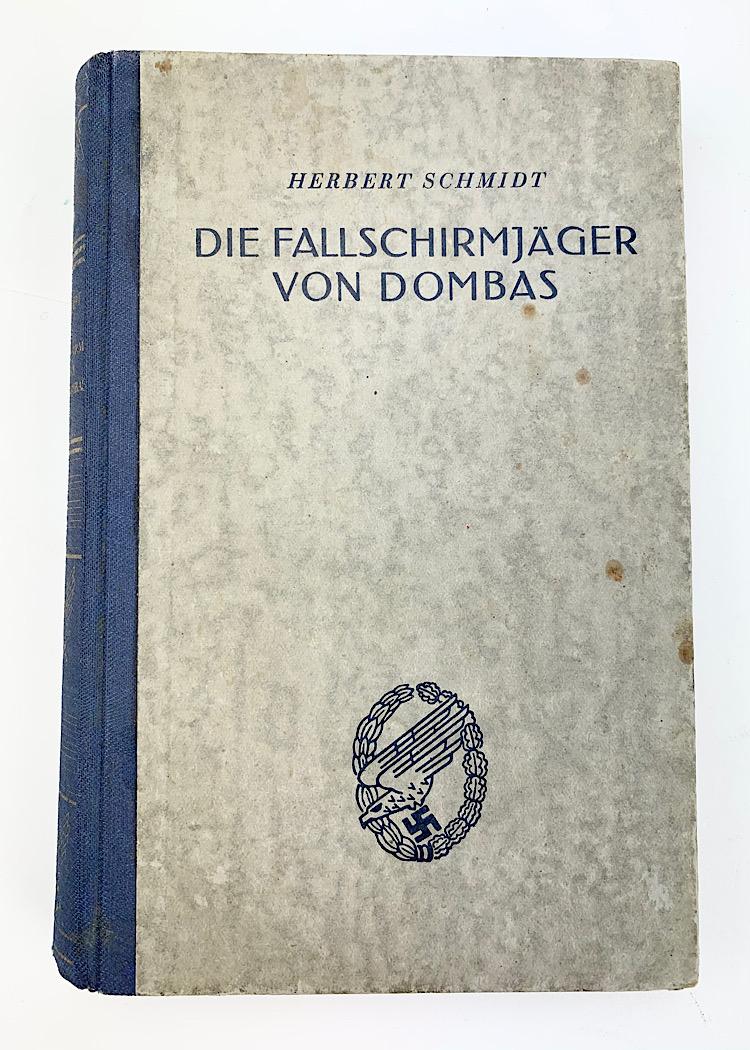 HERBERT SCHMIDT
DIE FALLSCHIRMJÄGER
VON DOMBAS